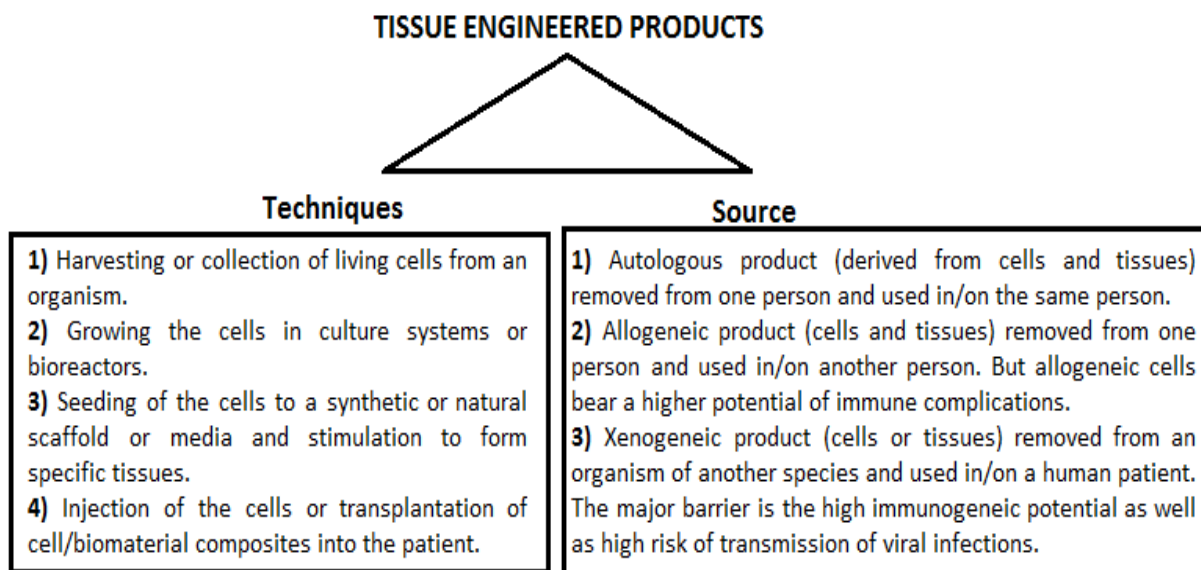 TISSUE ENGINEERED PRODUCTS
Techniques
1) Harvesting or collection of living cells from an
organism.
2) Growing the cells in culture systems or
bioreactors.
3) Seeding of the cells to a synthetic or natural
scaffold or media and stimulation to form
specific tissues.
4) Injection of the cells or transplantation of
cell/biomaterial composites into the patient.
Source
1) Autologous product (derived from cells and tissues)
removed from one person and used in/on the same person.
2) Allogeneic product (cells and tissues) removed from one
person and used in/on another person. But allogeneic cells
bear a higher potential of immune complications.
3) Xenogeneic product (cells or tissues) removed from an
organism of another species and used in/on a human patient.
The major barrier is the high immunogeneic potential as well
as high risk of transmission of viral infections.